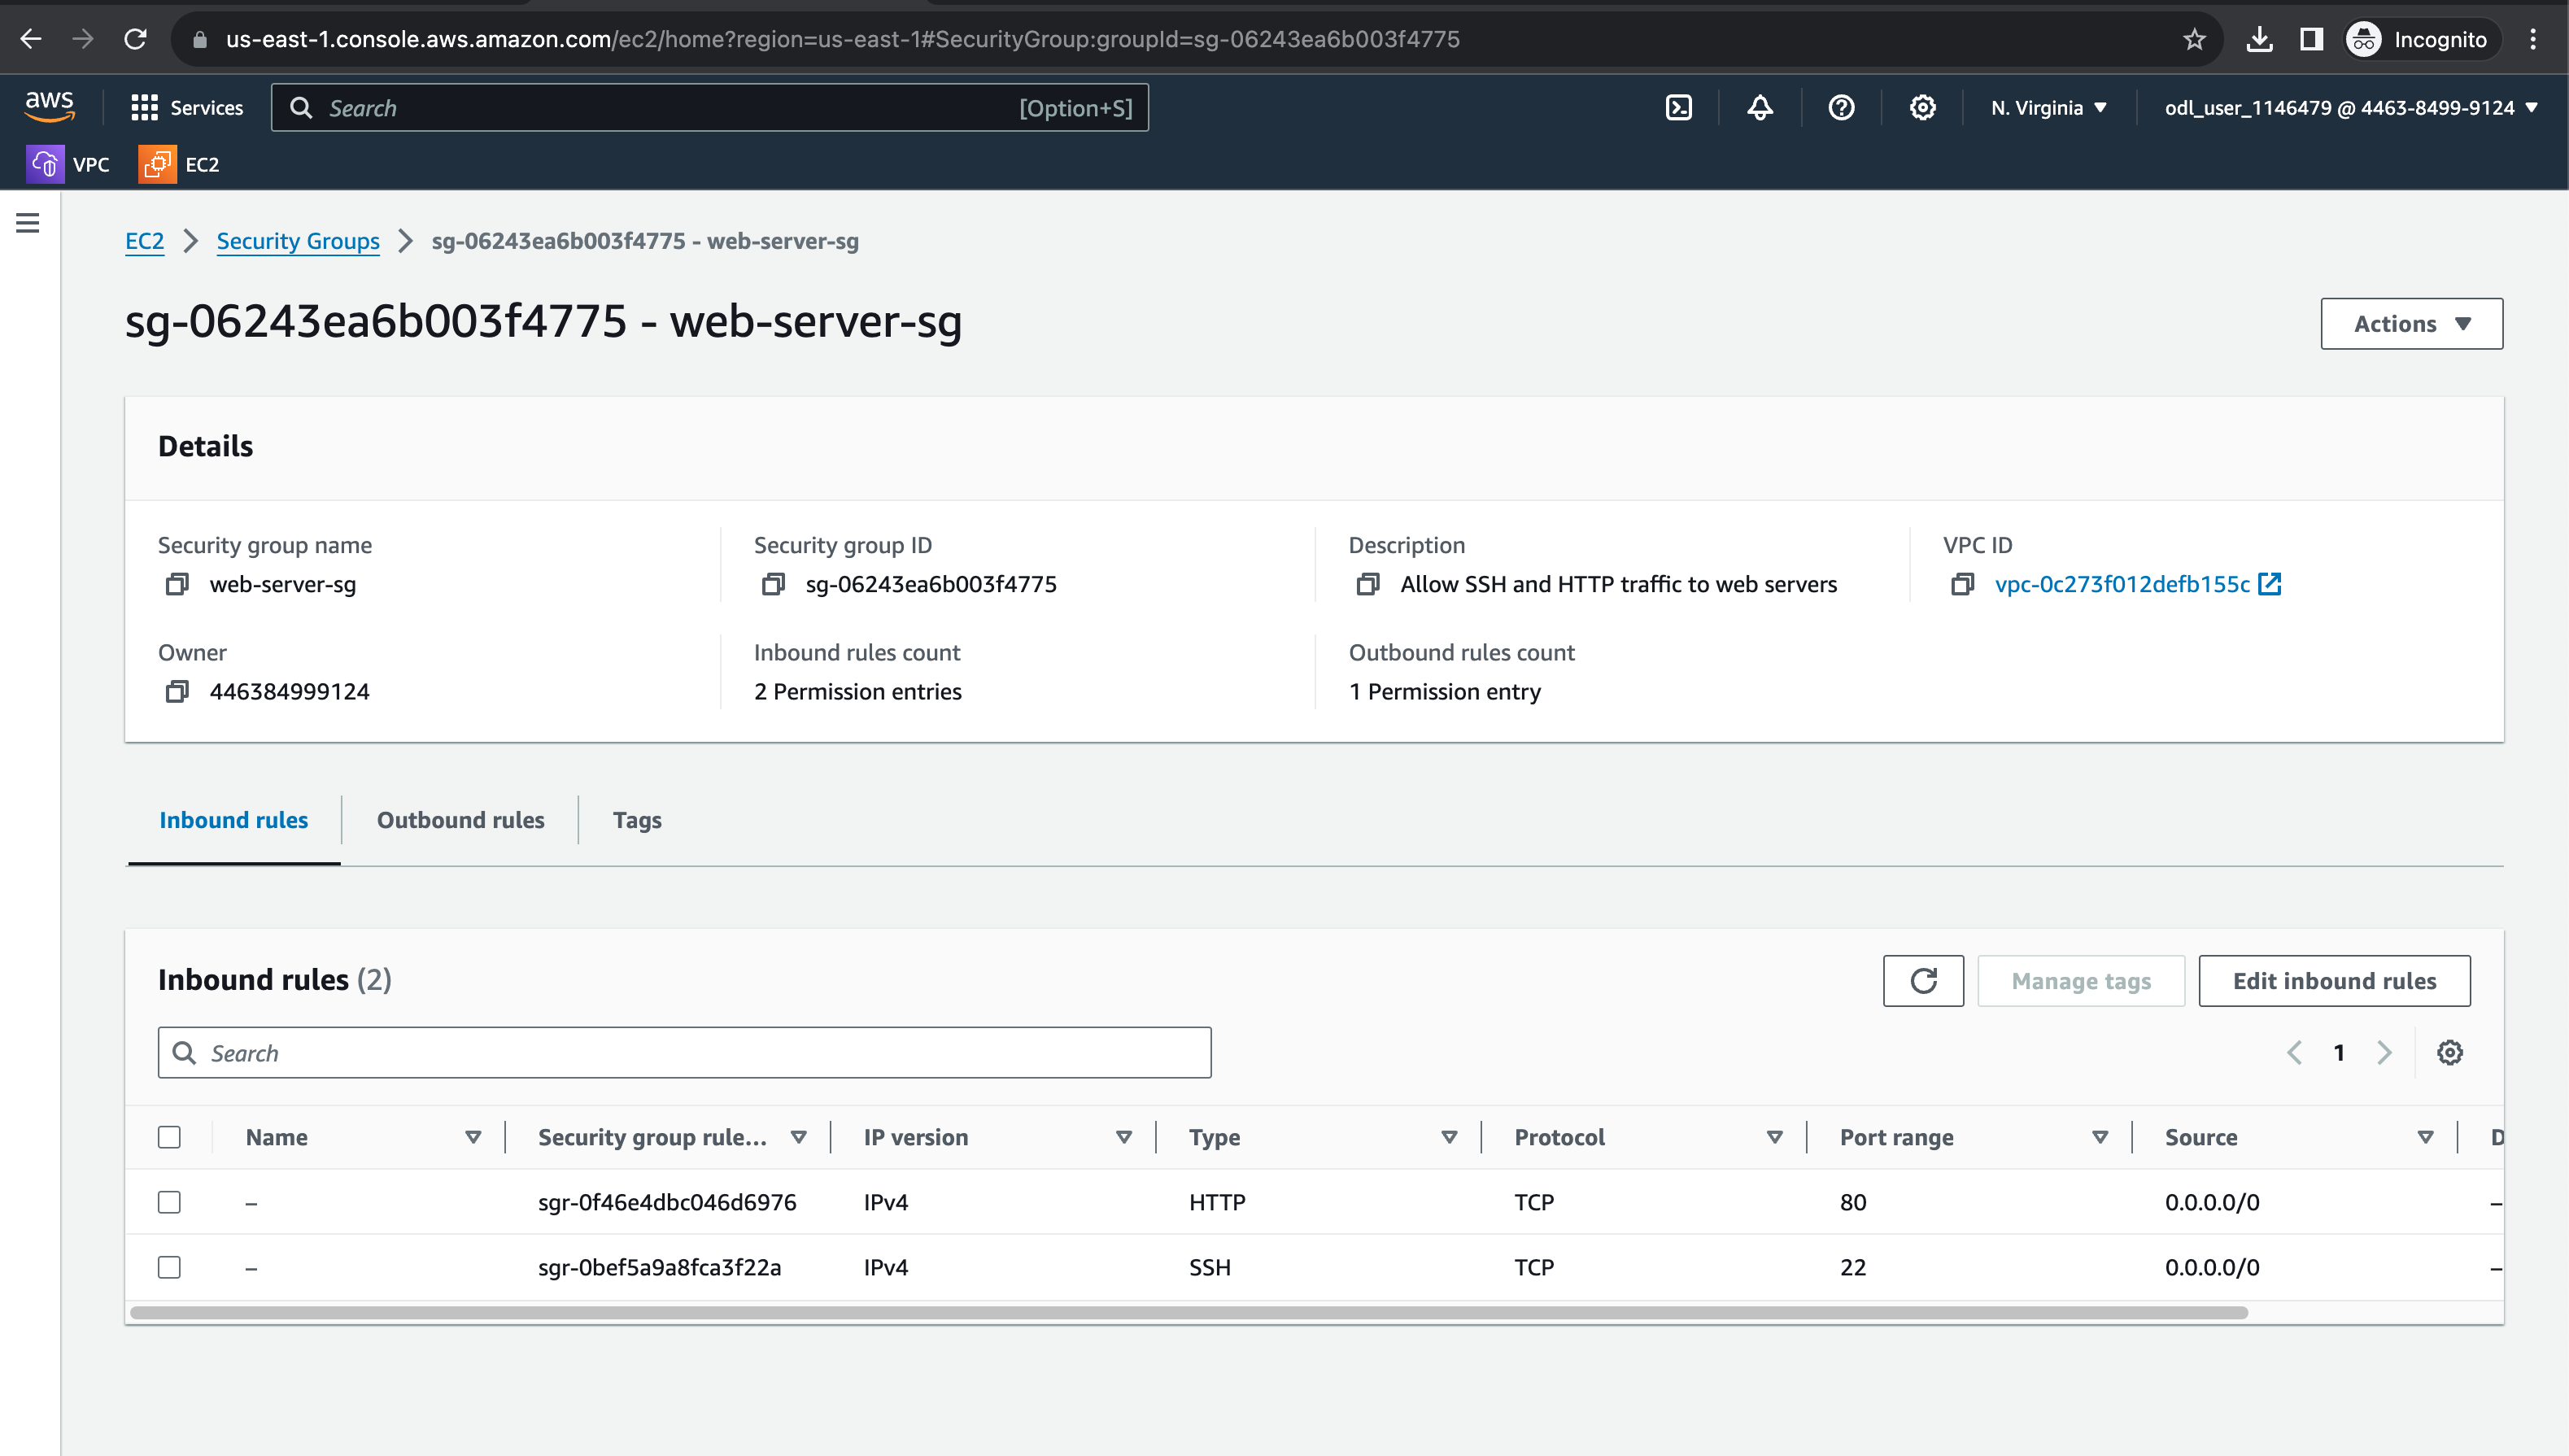 us-east-1.console.aws.amazon.com/ec2/home?region=us-east-1#SecurityGroup:groupId=sg-06243ea6b003f4775
Incognito
aws
Services
Search
[Option+S]
N. Virginia
odl_user_1146479 @ 4463-8499-9124
VPC
EC2
EC2
Security Groups
sg-06243ea6b003f4775 - web-server-sg
sg-06243ea6b003f4775 - web-server-sg
Actions
Details
Security group name
web-server-sg
Security group ID
sg-06243ea6b003f4775
Description
Allow SSH and HTTP traffic to web servers
VPC ID
vpc-0c273f012defb155c
Owner
446384999124
Inbound rules count
2 Permission entries
Outbound rules count
1 Permission entry
Inbound rules
Outbound rules
Tags
Inbound rules (2)
Manage tags
Edit inbound rules
Search
1
Name
Security group rule...
IP version
Type
Protocol
Port range
Source
D
–
sgr-0f46e4dbc046d6976
IPv4
HTTP
TCP
80
0.0.0.0/0
–
–
sgr-0bef5a9a8fca3f22a
IPv4
SSH
TCP
22
0.0.0.0/0
–